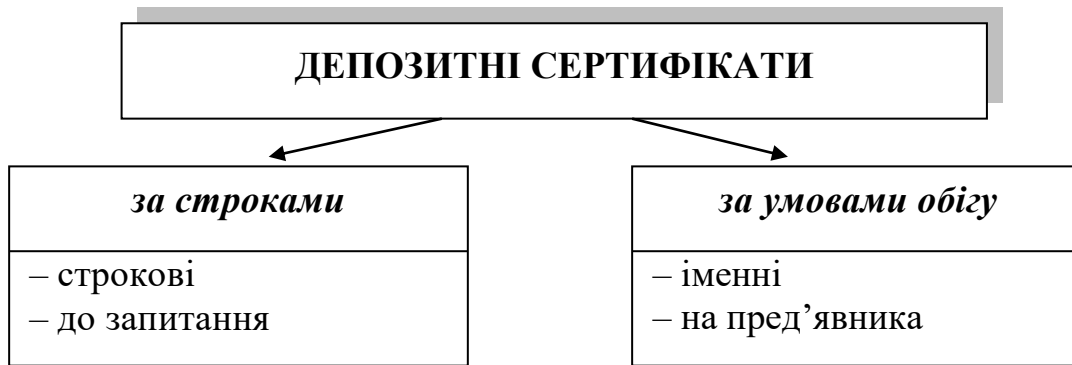 ДЕПОЗИТНІ СЕРТИФІКАТИ
за строками
– строкові
– до запитання
за умовами обігу
– іменні
– на пред’явника